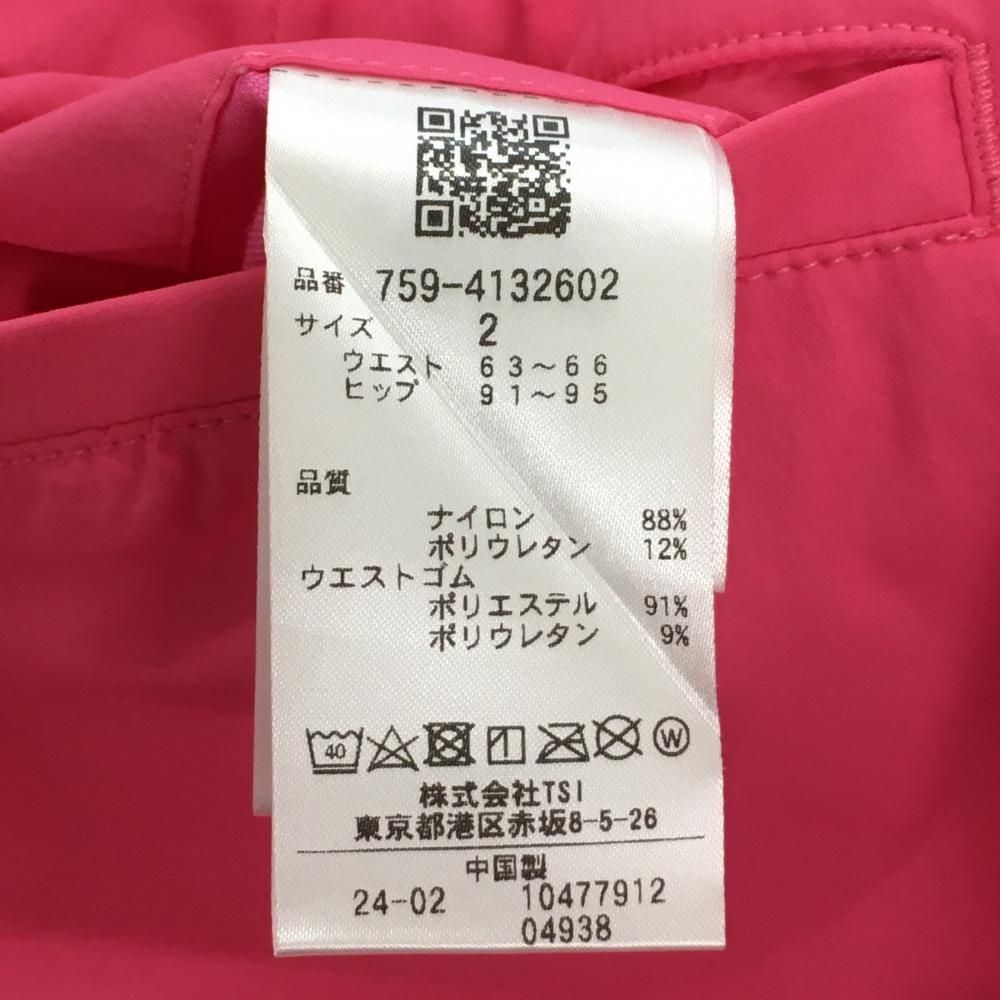 品番 759-4132602
サイズ 2
ウエスト 63～66
ヒップ 91～95
品質
ナイロン 88%
ポリウレタン 12%
ウエストゴム
ポリエステル 91%
ポリウレタン 9%
40 W
株式会社TSI
東京都港区赤坂8-5-26
中国製
24-02 10477912
04938